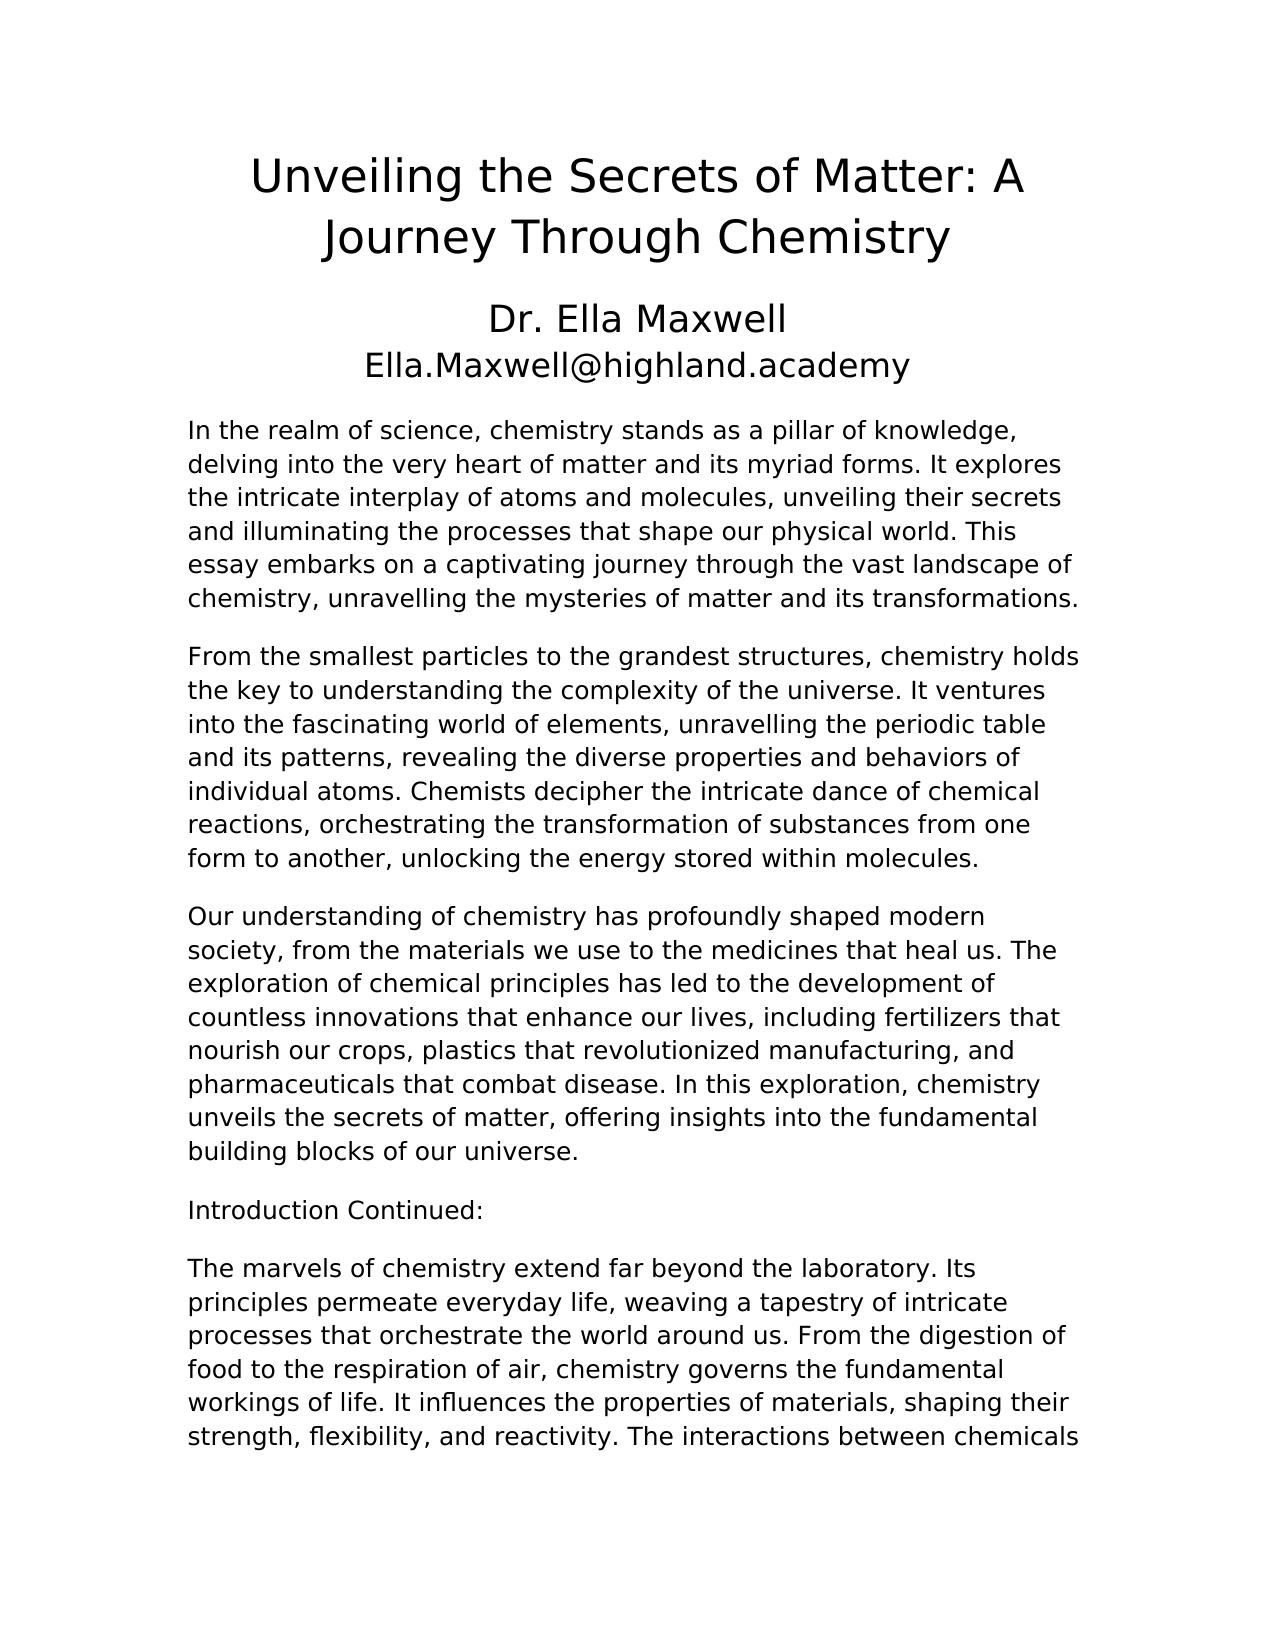 Unveiling the Secrets of Matter: A
Journey Through Chemistry
Dr. Ella Maxwell
Ella.Maxwell@highland.academy
In the realm of science, chemistry stands as a pillar of knowledge,
delving into the very heart of matter and its myriad forms. It explores
the intricate interplay of atoms and molecules, unveiling their secrets
and illuminating the processes that shape our physical world. This
essay embarks on a captivating journey through the vast landscape of
chemistry, unravelling the mysteries of matter and its transformations.
From the smallest particles to the grandest structures, chemistry holds
the key to understanding the complexity of the universe. It ventures
into the fascinating world of elements, unravelling the periodic table
and its patterns, revealing the diverse properties and behaviors of
individual atoms. Chemists decipher the intricate dance of chemical
reactions, orchestrating the transformation of substances from one
form to another, unlocking the energy stored within molecules.
Our understanding of chemistry has profoundly shaped modern
society, from the materials we use to the medicines that heal us. The
exploration of chemical principles has led to the development of
countless innovations that enhance our lives, including fertilizers that
nourish our crops, plastics that revolutionized manufacturing, and
pharmaceuticals that combat disease. In this exploration, chemistry
unveils the secrets of matter, offering insights into the fundamental
building blocks of our universe.
Introduction Continued:
The marvels of chemistry extend far beyond the laboratory. Its
principles permeate everyday life, weaving a tapestry of intricate
processes that orchestrate the world around us. From the digestion of
food to the respiration of air, chemistry governs the fundamental
workings of life. It influences the properties of materials, shaping their
strength, flexibility, and reactivity. The interactions between chemicals